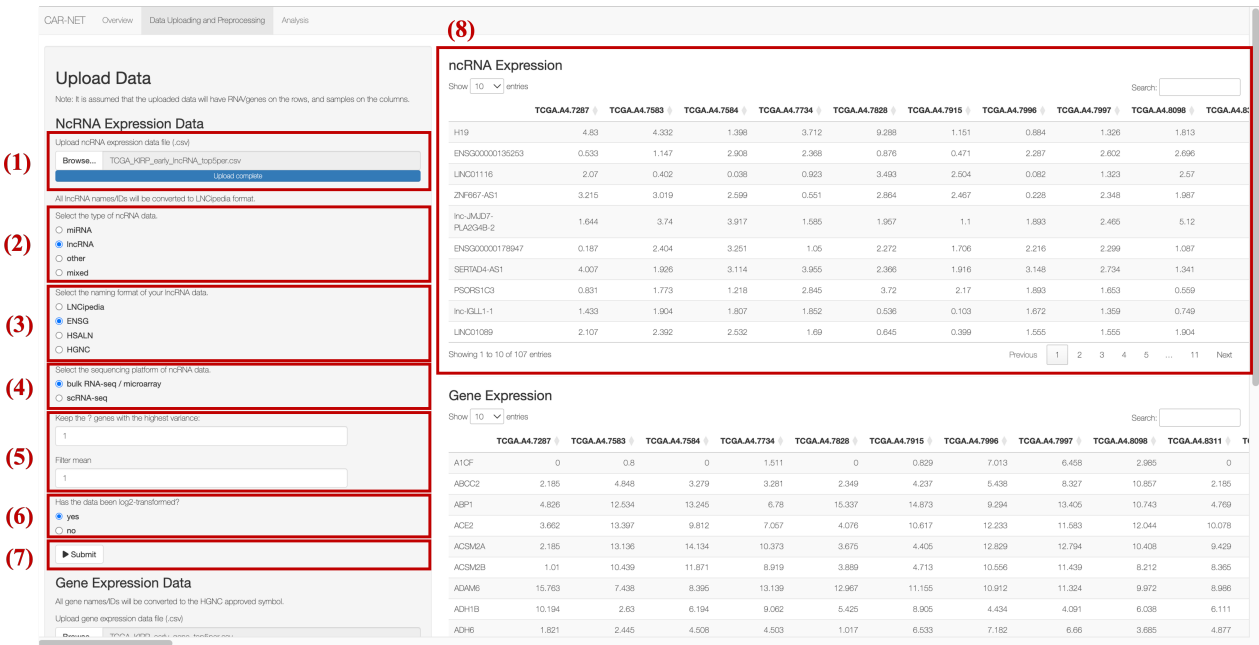 CAR-NET Overview Data Uploading and Preprocessing Analysis
(8)
Upload Data
Note: It is assumed that the uploaded data will have RNA/genes on the rows, and samples on the columns.
NcRNA Expression Data
(1)
Upload ncRNA expression data file (.csv)
Browse... TCGA_KIRP_early_lncRNA_top5per.csv
Upload complete
All lncRNA names/IDs will be converted to LNCipedia format.
(2)
Select the type of ncRNA data.
miRNA
lncRNA
other
mixed
(3)
Select the naming format of your lncRNA data.
LNCipedia
ENSG
HSALN
HGNC
(4)
Select the sequencing platform of ncRNA data.
bulk RNA-seq / microarray
scRNA-seq
(5)
Keep the ? genes with the highest variance:
1
Filter mean
1
(6)
Has the data been log2-transformed?
yes
no
(7)
Submit
Gene Expression Data
All gene names/IDs will be converted to the HGNC approved symbol.
Upload gene expression data file (.csv)
Browse... TCGA_KIRP_early_gene_top5per.csv
ncRNA Expression
Show 10 entries
Search:
TCGA.A4.7287 TCGA.A4.7583 TCGA.A4.7584 TCGA.A4.7734 TCGA.A4.7828 TCGA.A4.7915 TCGA.A4.7996 TCGA.A4.7997 TCGA.A4.8098 TCGA.A4.83
H19 4.83 4.332 1.398 3.712 9.288 1.151 0.884 1.326 1.813
ENSG00000135253 0.533 1.147 2.908 2.368 0.876 0.471 2.287 2.602 2.696
LINC01116 2.07 0.402 0.038 0.923 3.493 2.504 0.082 1.323 2.57
ZNF667-AS1 3.215 3.019 2.599 0.551 2.864 2.467 0.228 2.348 1.987
lnc-JMJD7-
PLA2G4B-2 1.644 3.74 3.917 1.585 1.957 1.1 1.893 2.465 5.12
ENSG00000178947 0.187 2.404 3.251 1.05 2.272 1.706 2.216 2.299 1.087
SERTAD4-AS1 4.007 1.926 3.114 3.955 2.366 1.916 3.148 2.734 1.341
PSORS1C3 0.831 1.773 1.218 2.845 3.72 2.17 1.893 1.653 0.559
lnc-IGLL1-1 1.433 1.904 1.807 1.852 0.536 0.103 1.672 1.359 0.749
LINC01089 2.107 2.392 2.532 1.69 0.645 0.399 1.555 1.555 1.904
Showing 1 to 10 of 107 entries
Previous 1 2 3 4 5 ... 11 Next
Gene Expression
Show 10 entries
Search:
TCGA.A4.7287 TCGA.A4.7583 TCGA.A4.7584 TCGA.A4.7734 TCGA.A4.7828 TCGA.A4.7915 TCGA.A4.7996 TCGA.A4.7997 TCGA.A4.8098 TCGA.A4.8311
A1CF 0 0.8 0 1.511 0 0.829 7.013 6.458 2.985 0
ABCC2 2.185 4.848 3.279 3.281 2.349 4.237 5.438 8.327 10.857 2.185
ABP1 4.826 12.534 13.245 6.8 15.337 14.873 9.294 13.405 10.743 4.769
ACE2 3.662 13.397 9.812 7.057 4.076 10.617 12.233 11.583 12.044 10.078
ACSM2A 2.185 13.136 14.134 10.373 3.675 4.405 12.829 12.794 10.408 9.429
ACSM2B 1.01 10.439 11.871 8.919 3.889 4.713 10.556 11.439 8.212 8.365
ADAM6 15.763 7.438 8.395 13.139 12.967 11.155 10.912 11.324 9.972 8.986
ADH1B 10.194 2.63 6.194 9.062 5.425 8.905 4.434 4.091 6.038 6.111
ADH6 1.821 2.445 4.508 4.503 1.017 6.533 7.182 6.66 3.685 4.877